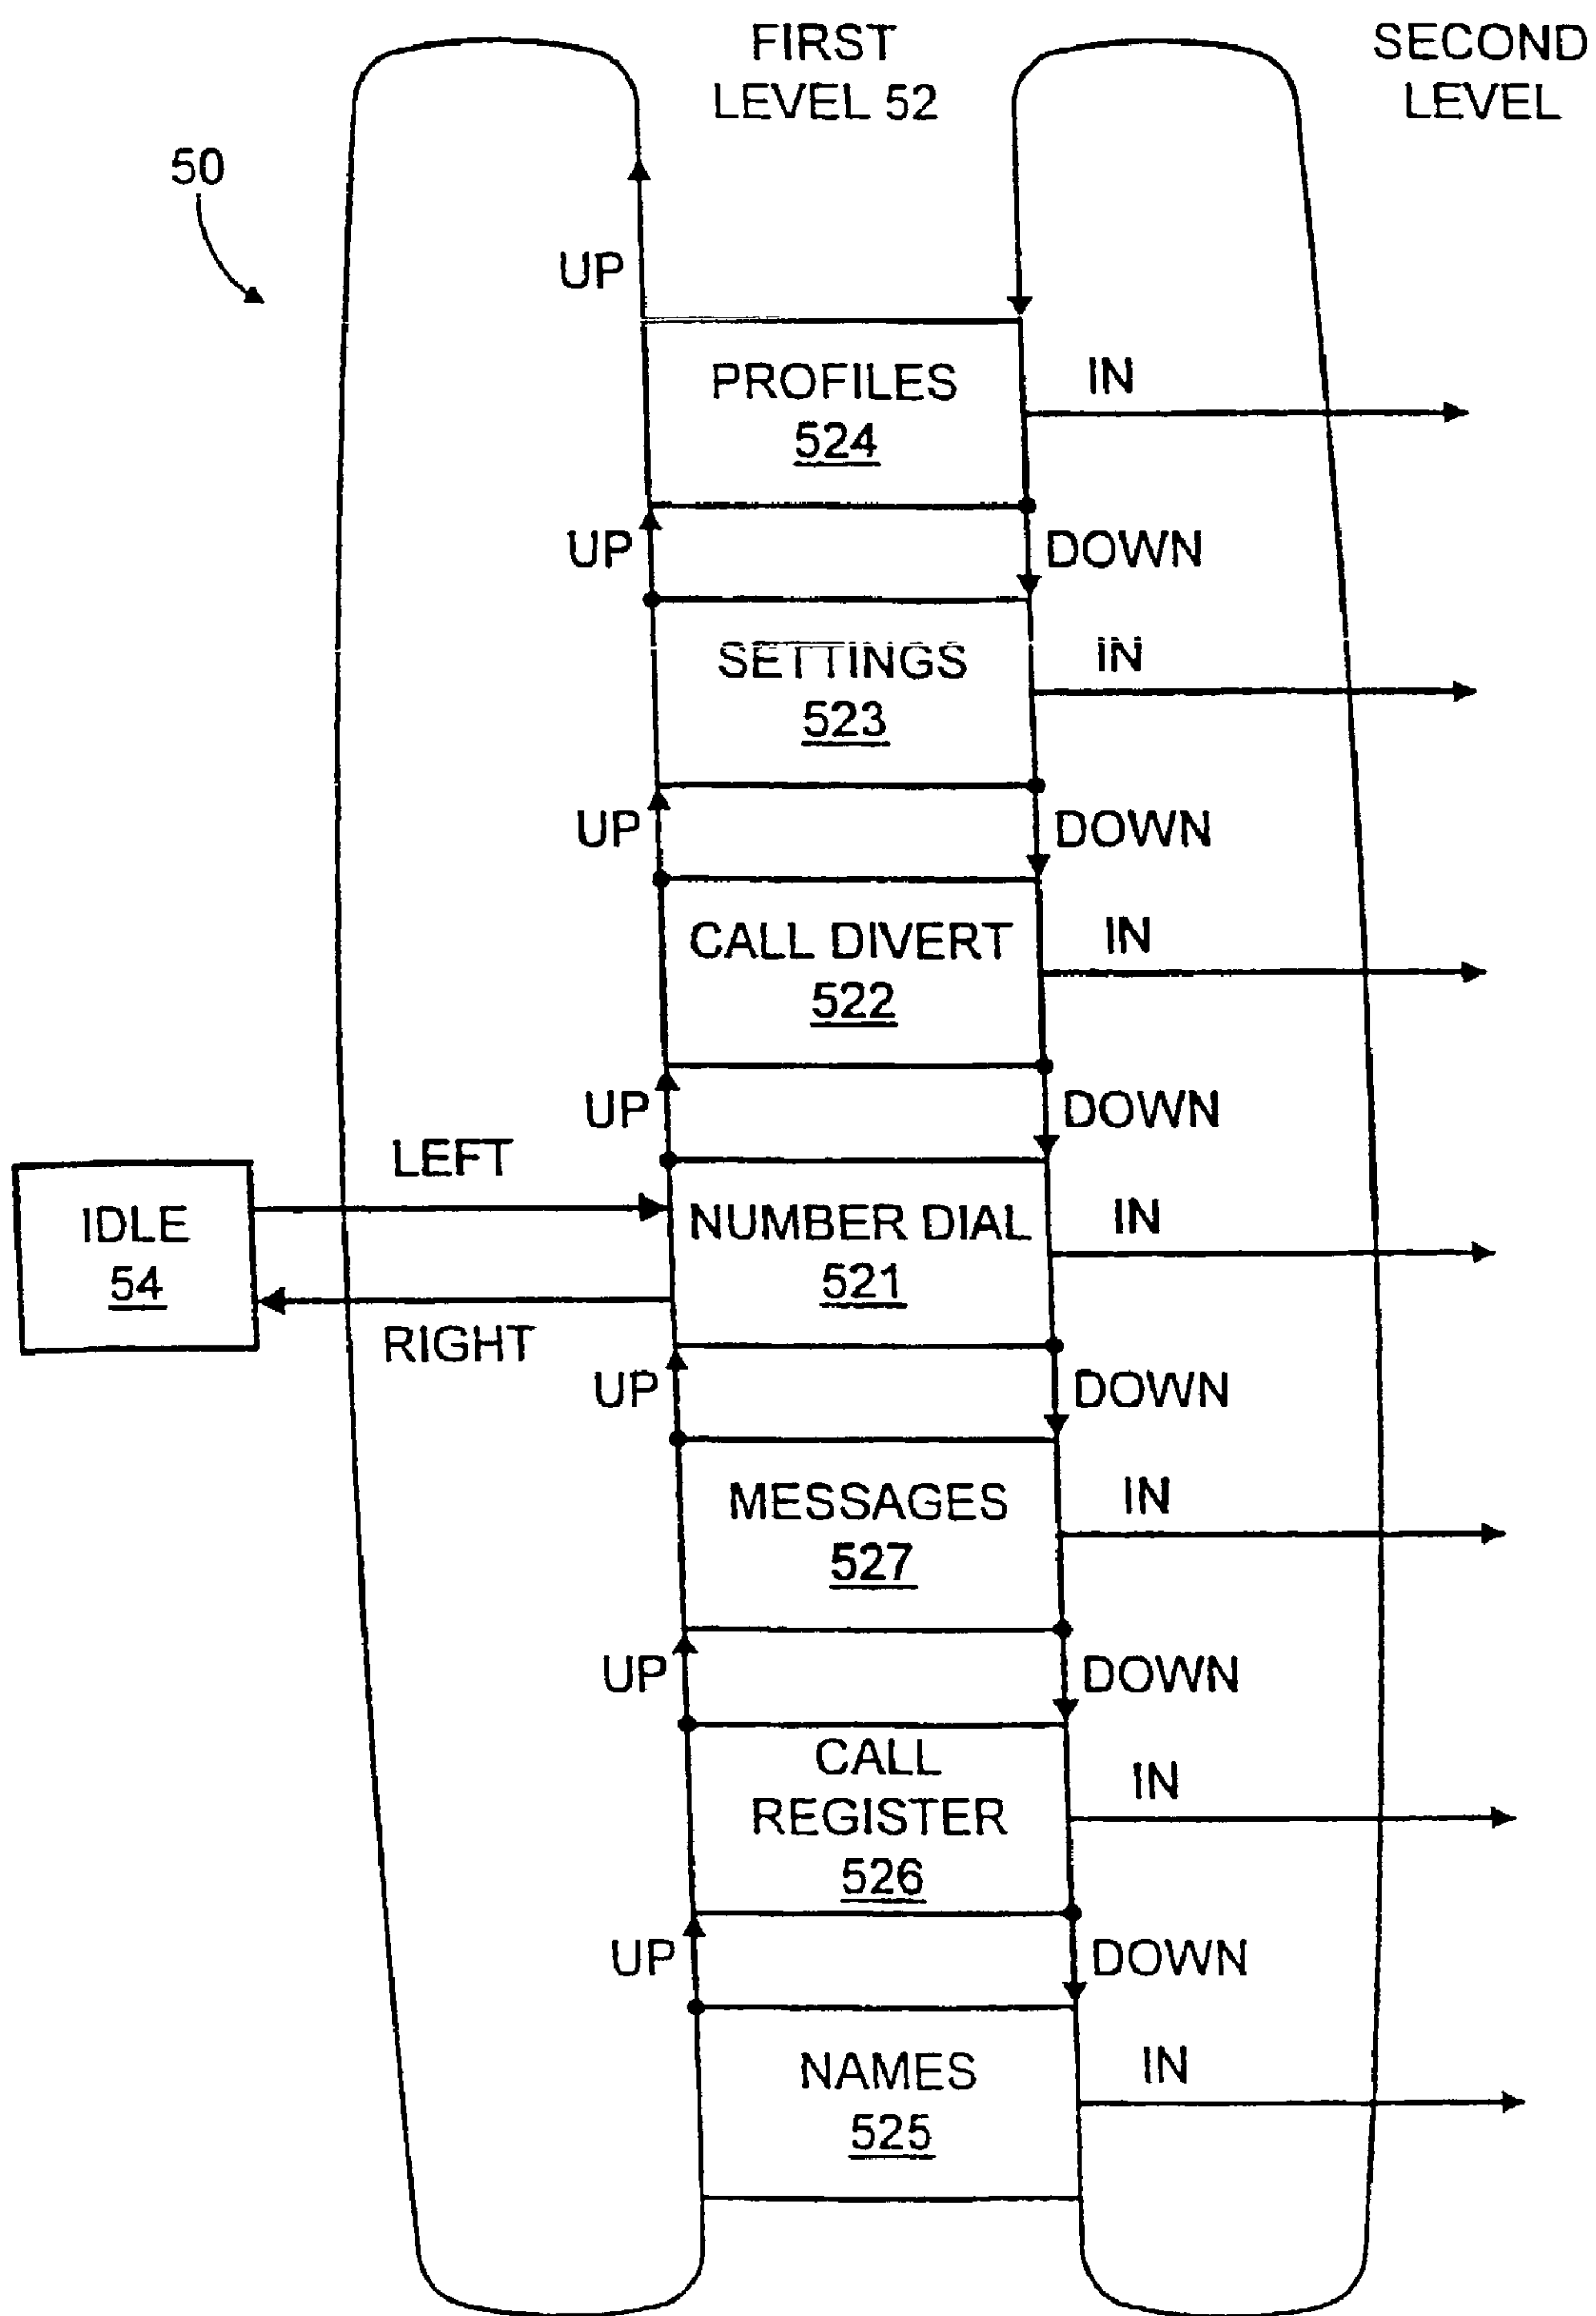 FIRST
LEVEL 52
SECOND
LEVEL
50
UP
PROFILES
524
IN
UP
DOWN
SETTINGS
523
IN
UP
DOWN
CALL DIVERT
522
IN
UP
DOWN
LEFT
IDLE
54
NUMBER DIAL
521
IN
RIGHT
UP
DOWN
MESSAGES
527
IN
UP
DOWN
CALL
REGISTER
526
IN
UP
DOWN
NAMES
525
IN